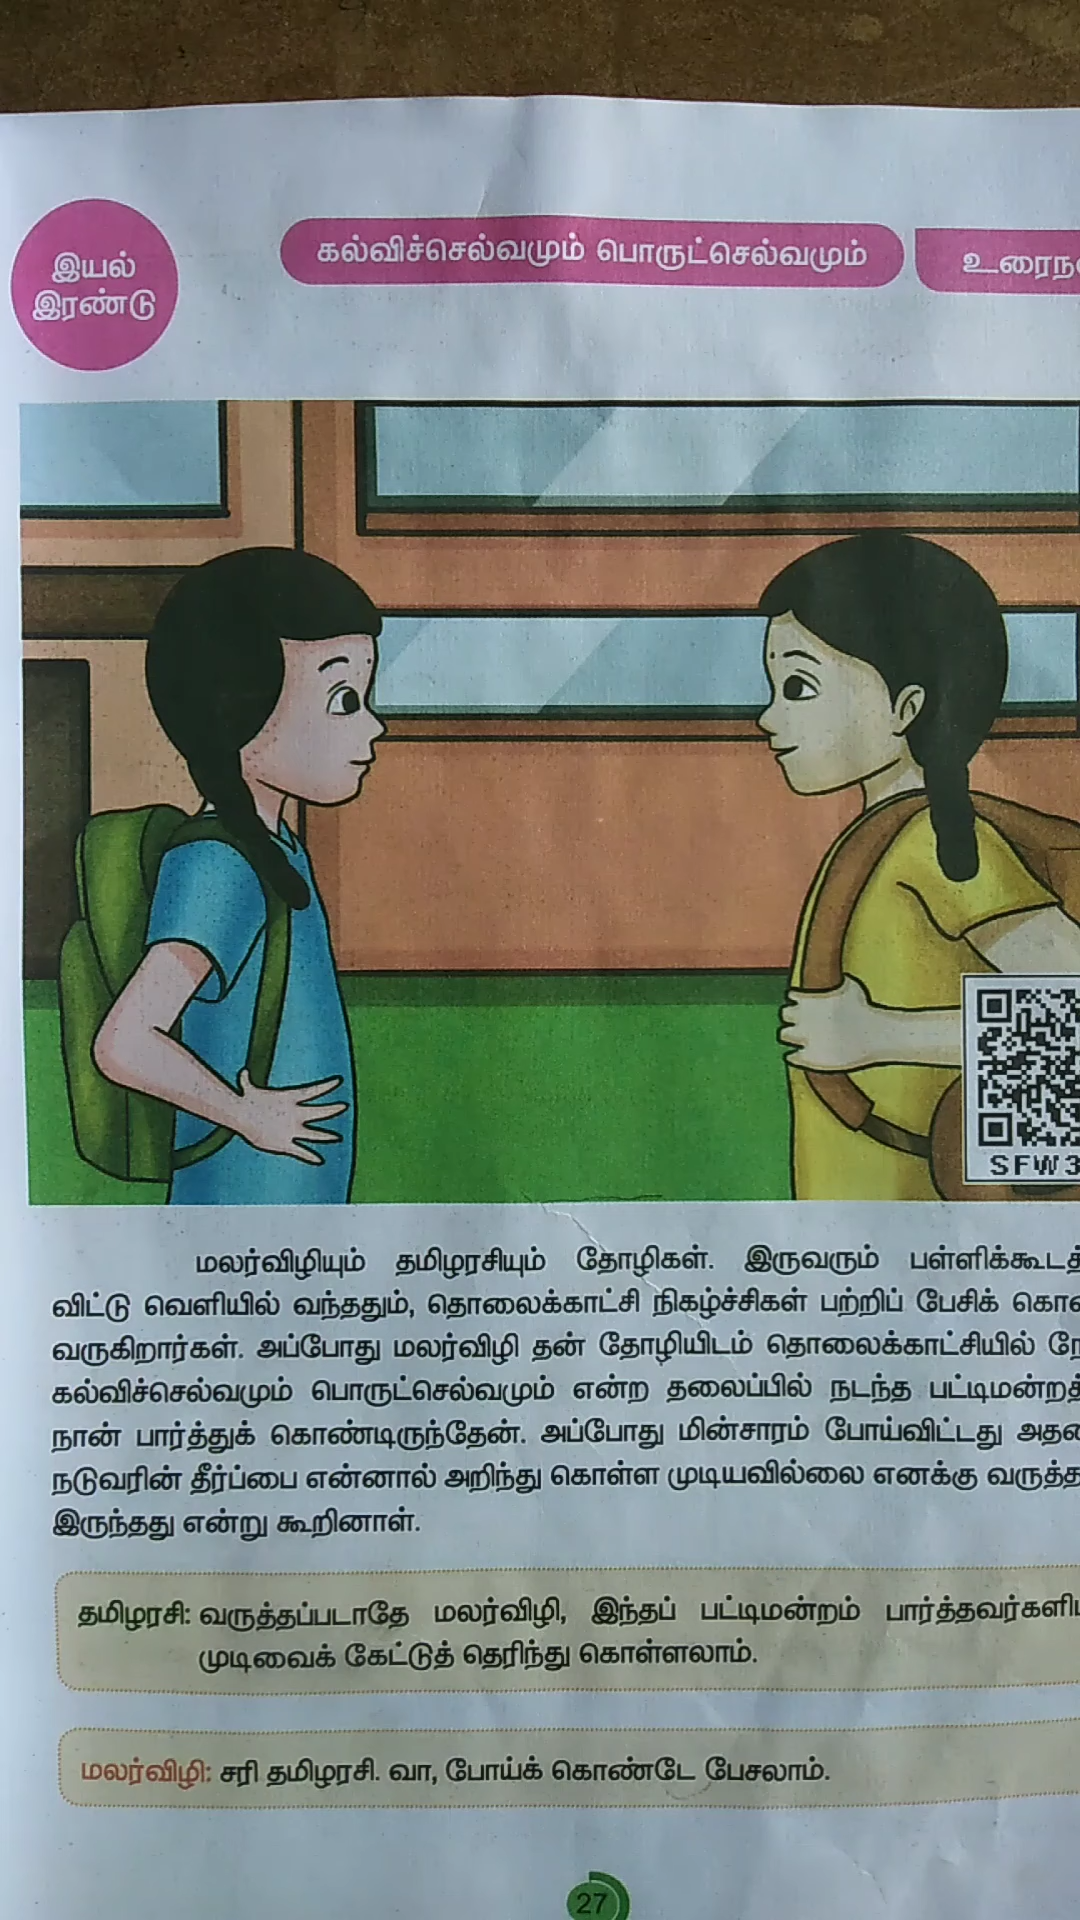 இயல்
இரண்டு
கல்விச்செல்வமும் பொருட்செல்வமும்
மலர்விழியும் தமிழரசியும் தோழிகள். இருவரும்
விட்டு வெளியில் வந்ததும், தொலைக்காட்சி நிகழ்ச்சிகள் பற்றிப் பேசிக்
வருகிறார்கள். அப்போது மலர்விழி தன் தோழியிடம் தொலைக்காட்சியில்
கல்விச்செல்வமும் பொருட்செல்வமும் என்ற தலைப்பில் நடந்த
நான் பார்த்துக் கொண்டிருந்தேன். அப்போது மின்சாரம் போய்விட்டது
நடுவரின் தீர்ப்பை என்னால் அறிந்து கொள்ள முடியவில்லை எனக்கு
இருந்தது என்று கூறினாள்.
தமிழரசி: வருத்தப்படாதே மலர்விழி, இந்தப் பட்டிமன்றம்
முடிவைக் கேட்டுத் தெரிந்து கொள்ளலாம்.
மலர்விழி: சரி தமிழரசி. வா, போய்க் கொண்டே பேசலாம்.
27